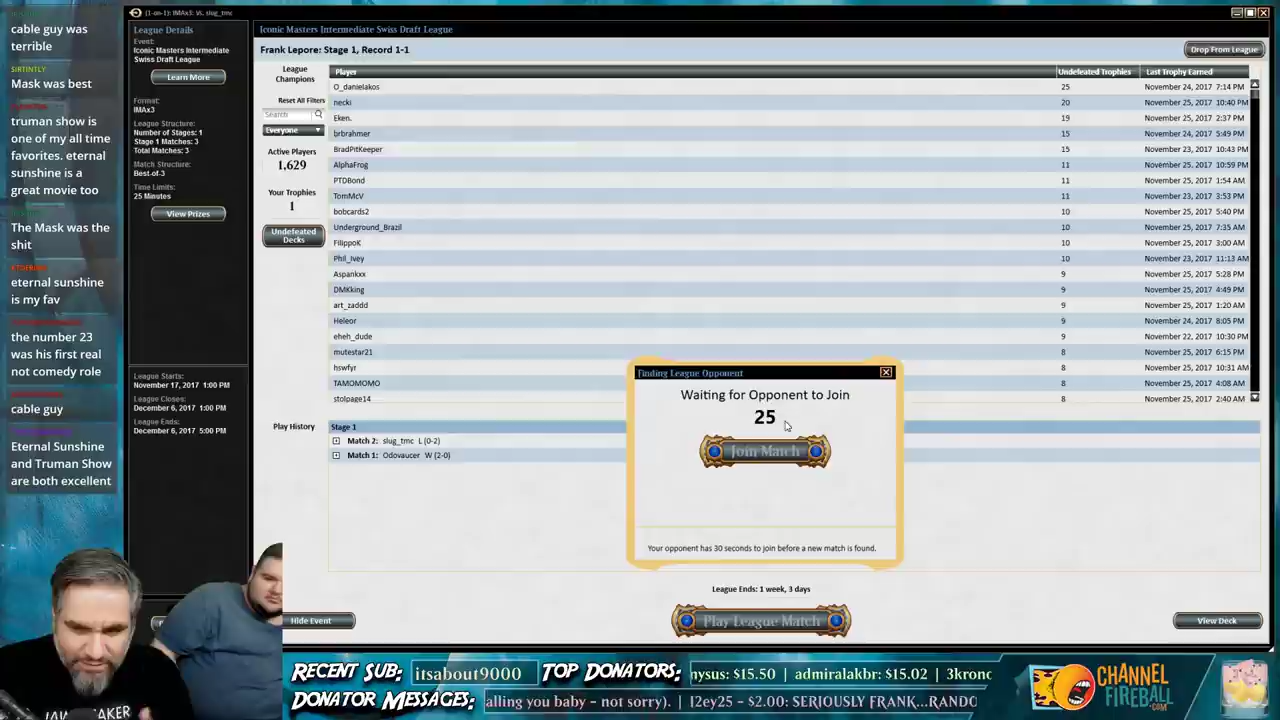 cable guy was
terrible
Mask was best
truman show is
one of my all time
favorites. eternal
sunshine is a
great movie too
The Mask was the
shit
eternal sunshine
is my fav
the number 23
was his first real
not comedy role
cable guy
Eternal Sunshine
and Truman Show
are both excellent
(1-on-1): IMAx3: Vs. slug_tmc
League Details
Event:
Iconic Masters Intermediate
Swiss Draft League
Learn More
Format:
IMAx3
League Structure:
Number of Stages: 1
Stage 1 Matches: 3
Total Matches: 3
Match Structure:
Best-of-3
Time Limits:
25 Minutes
View Prizes
League Starts:
November 17, 2017 1:00 PM
League Closes:
December 6, 2017 1:00 PM
League Ends:
December 6, 2017 5:00 PM
Iconic Masters Intermediate Swiss Draft League
Frank Lepore: Stage 1, Record 1-1
Drop From League
League
Champions
Reset All Filters
Search
Everyone
Active Players
1,629
Your Trophies
1
Undefeated
Decks
Player Undefeated Trophies Last Trophy Earned
O_danielakos 25 November 24, 2017 7:14 PM
necki 20 November 25, 2017 10:40 PM
Eken. 19 November 25, 2017 2:37 PM
brbrahmer 15 November 24, 2017 5:49 PM
BradPitKeeper 15 November 23, 2017 10:43 PM
AlphaFrog 11 November 25, 2017 10:59 PM
PTDBond 11 November 25, 2017 1:54 AM
TomMcV 11 November 23, 2017 3:53 PM
bobcards2 10 November 25, 2017 5:40 PM
Underground_Brazil 10 November 25, 2017 7:35 AM
FilippoK 10 November 25, 2017 3:00 AM
Phil_Ivey 10 November 23, 2017 11:13 AM
Aspankxx 9 November 25, 2017 5:28 PM
DMKking 9 November 25, 2017 4:49 PM
art_zaddd 9 November 25, 2017 1:20 AM
Heleor 9 November 24, 2017 8:05 PM
eheh_dude 9 November 22, 2017 10:30 PM
mutestar21 8 November 25, 2017 6:15 PM
hswfyr 8 November 25, 2017 10:31 AM
TAMOMOMO 8 November 25, 2017 4:08 AM
stolpage14 8 November 25, 2017 2:40 AM
Finding League Opponent
Waiting for Opponent to Join
25
Join Match
Your opponent has 30 seconds to join before a new match is found.
Play History
Stage 1
Match 2: slug_tmc L (0-2)
Match 1: Odovaucer W (2-0)
League Ends: 1 week, 3 days
Hide Event
Play League Match
View Deck
RECENT SUB: itsabout9000 TOP DONATORS: nysus: $15.50 | admiralakbr: $15.02 | 3krono
DONATOR MESSAGES: alling you baby - not sorry). | 12ey25 - $2.00: SERIOUSLY FRANK...RANDO
CHANNEL
FIREBALL
.COM